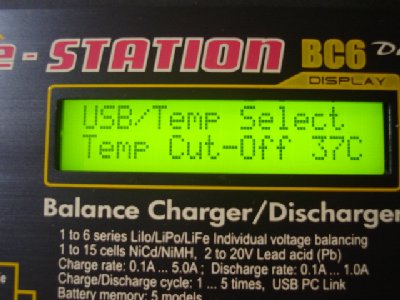 e - STATION BC6
DISPLAY
USB/Temp Select
Temp Cut-Off 37C
Balance Charger/Discharger
1 to 6 series LiIo/LiPo/LiFe Individual voltage balancing
1 to 15 cells NiCd/NiMH, 2 to 20V Lead acid (Pb)
Charge rate: 0.1A ... 5.0A ; Discharge rate : 0.1A ... 1.0A
Charge/Discharge cycle: 1 ... 5 times, USB PC Link
Battery memory: 5 models